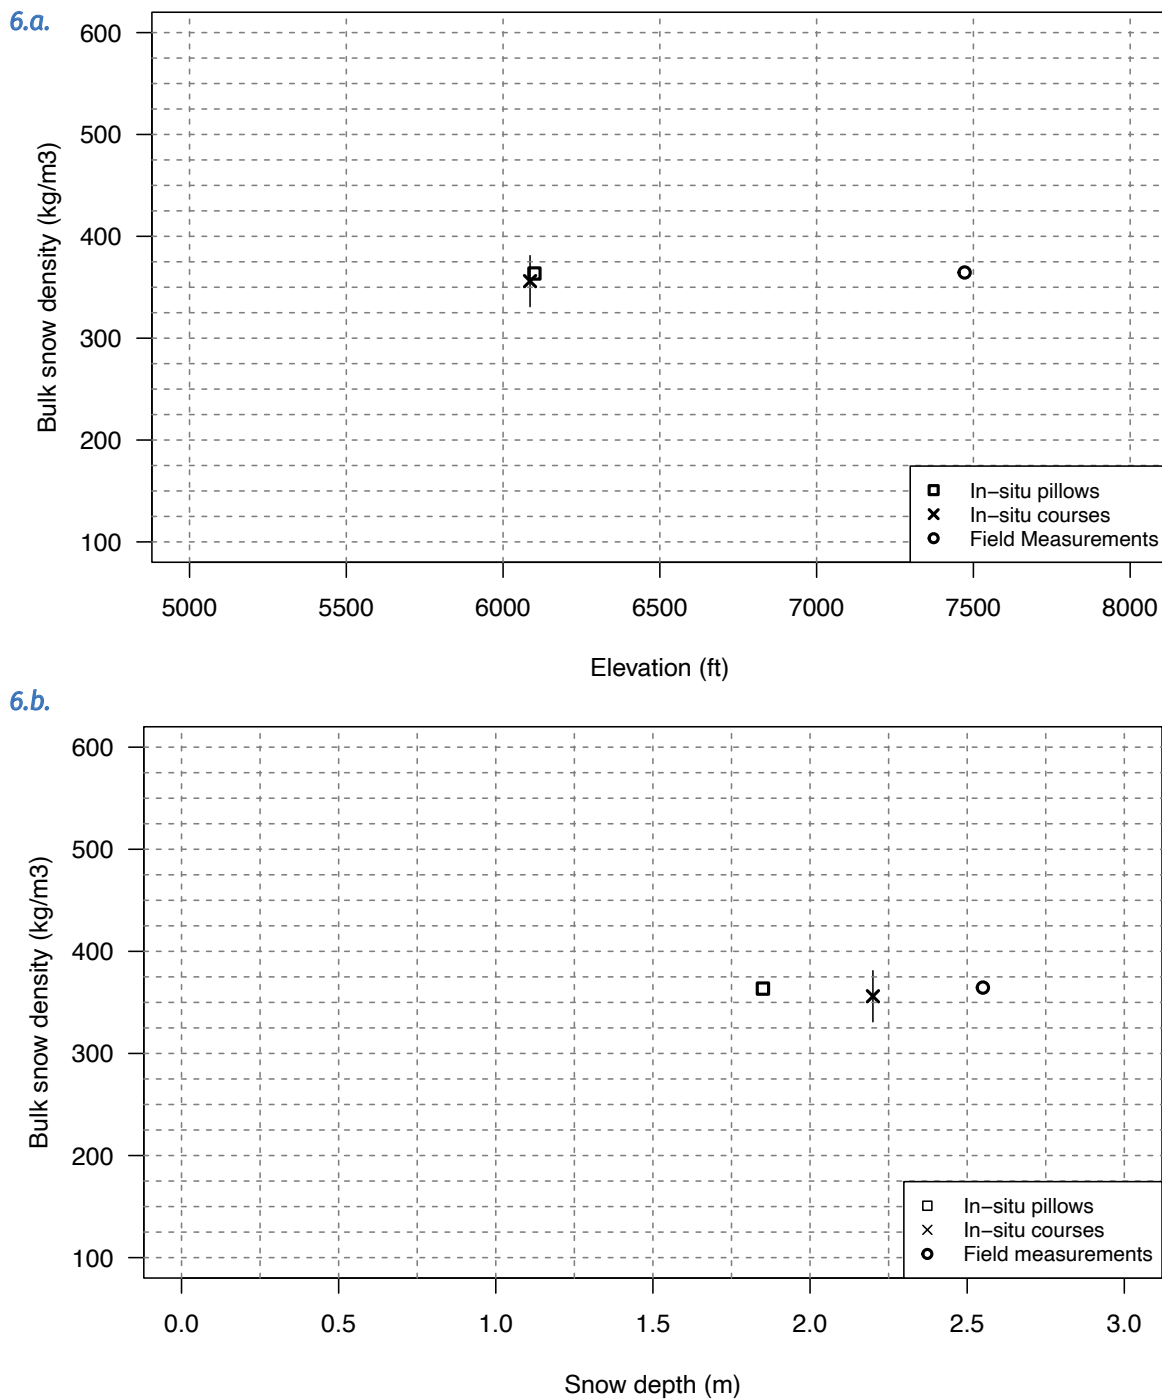 6.a.
600
500
400
300
200
100
Bulk snow density (kg/m3)
In−situ pillows
In−situ courses
Field Measurements
5000 5500 6000 6500 7000 7500 8000
Elevation (ft)
6.b.
600
500
400
300
200
100
Bulk snow density (kg/m3)
In−situ pillows
In−situ courses
Field measurements
0.0 0.5 1.0 1.5 2.0 2.5 3.0
Snow depth (m)